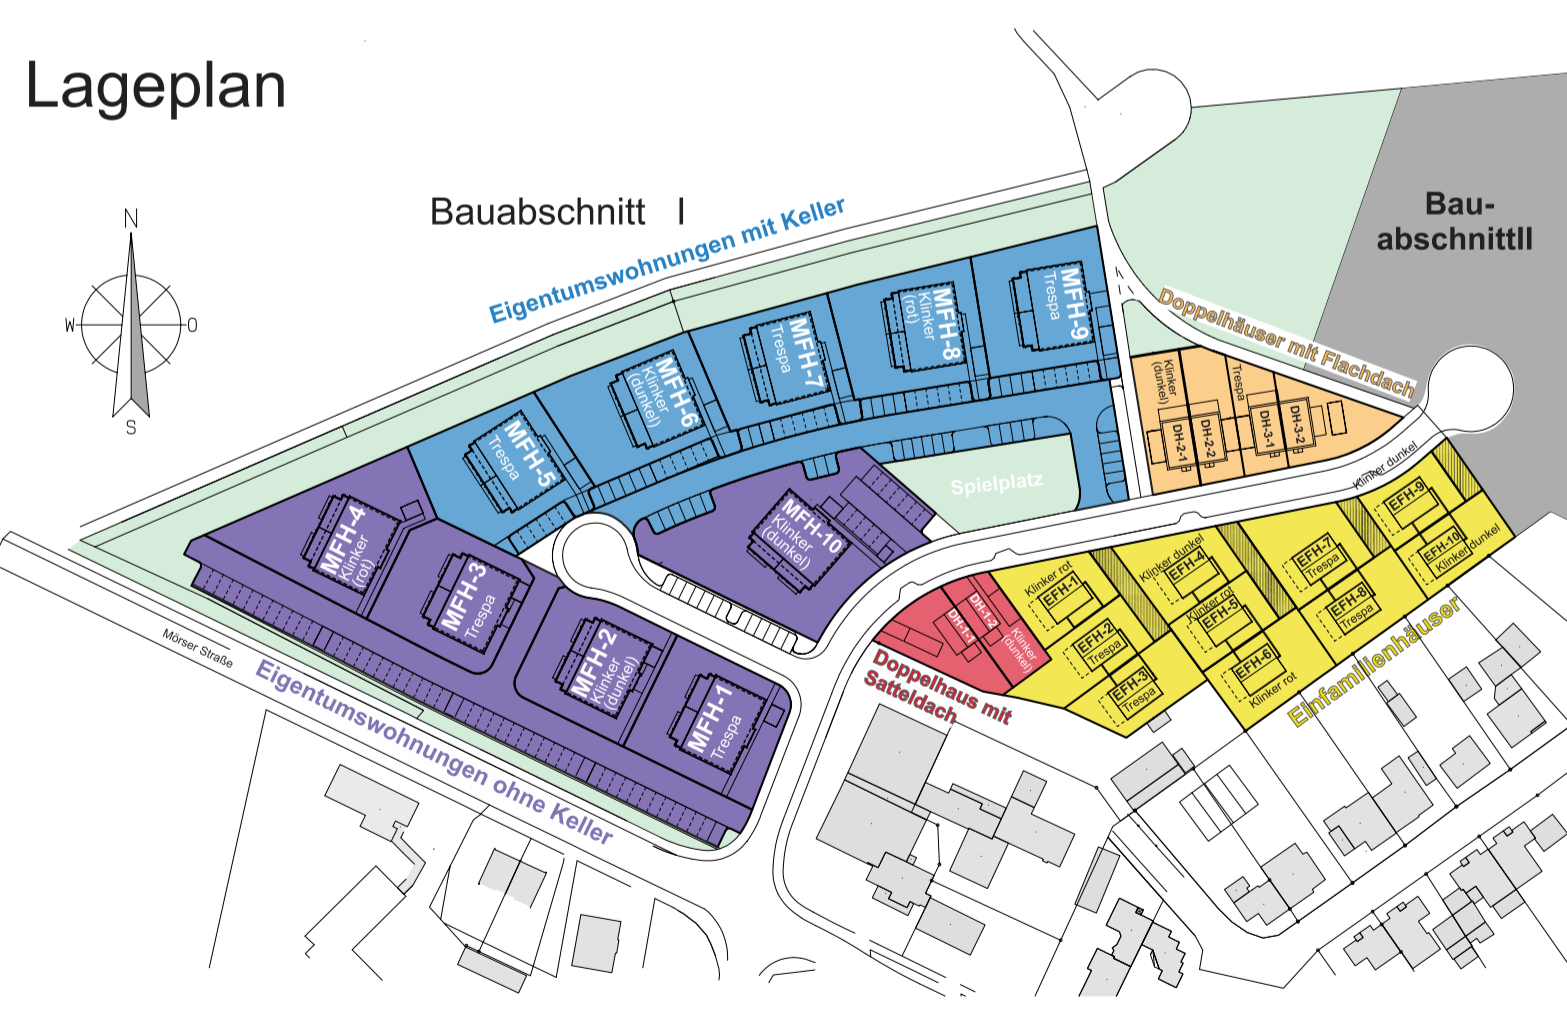 Lageplan
N
W
O
S
Bauabschnitt I
Eigentumswohnungen mit Keller
Bau-
abschnittII
Doppelhäuser mit Flachdach
MFH-9
Trespa
MFH-8
Klinker
(rot)
MFH-7
Trespa
MFH-6
Klinker
(dunkel)
MFH-5
Trespa
MFH-4
Klinker
(rot)
MFH-3
Trespa
MFH-2
Klinker
(dunkel)
MFH-1
Trespa
MFH-10
Klinker
(dunkel)
Spielplatz
Klinker
(dunkel)
Trespa
DH-2-1
DH-2-2
DH-3-1
DH-3-2
Klinker dunkel
DH-1-1
DH-1-2
Klinker
(dunkel)
Klinker rot
EFH-1
EFH-2
Trespa
EFH-3
Trespa
Klinker dunkel
EFH-4
Klinker rot
EFH-5
EFH-6
Klinker rot
EFH-7
Trespa
EFH-8
Trespa
EFH-9
EFH-10
Klinker dunkel
Doppelhaus mit
Satteldach
Einfamilienhäuser
Mörser Straße
Eigentumswohnungen ohne Keller